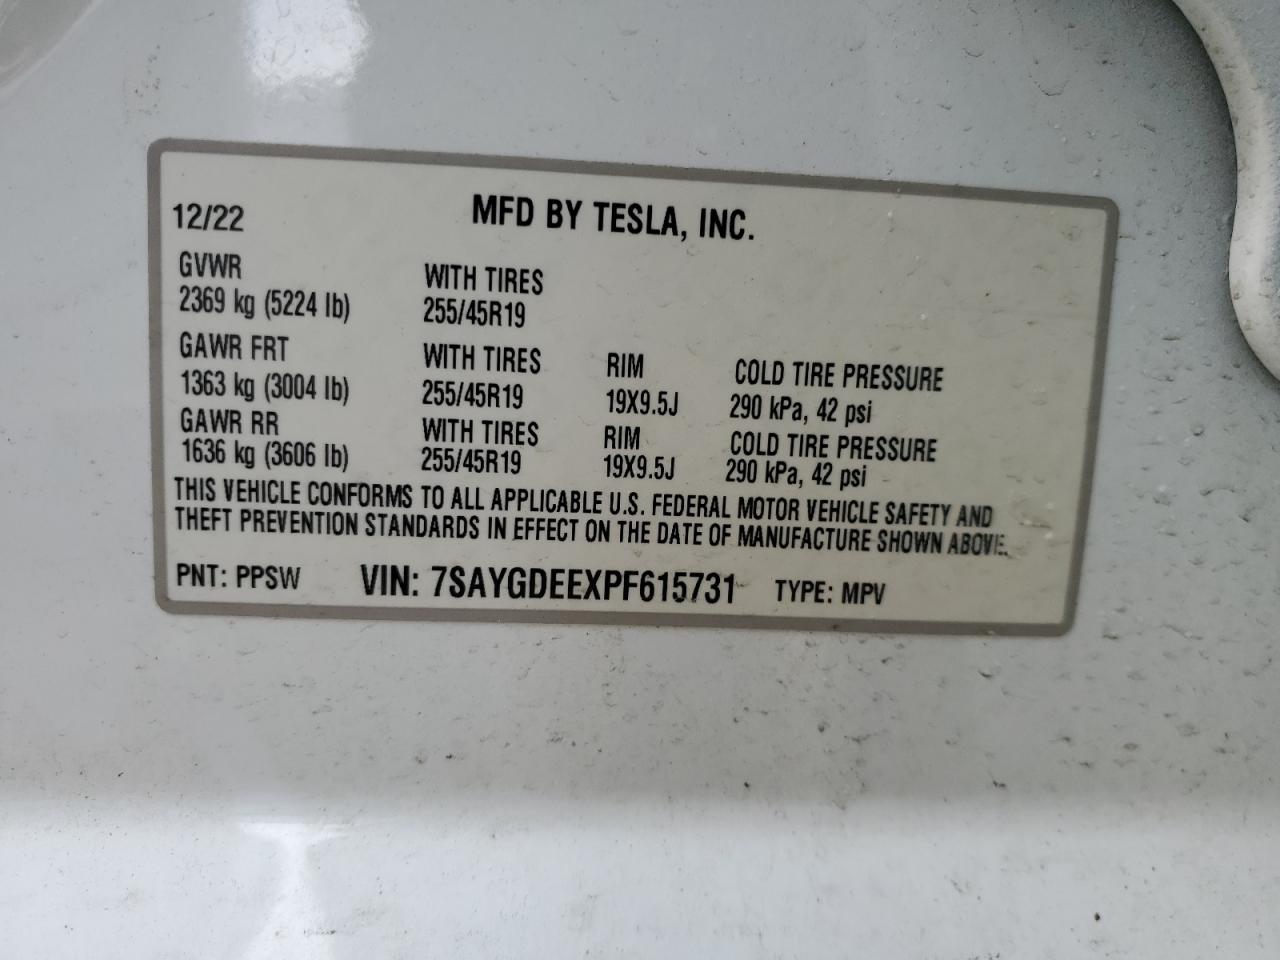 12/22 MFD BY TESLA, INC.
GVWR WITH TIRES
2369 kg (5224 lb) 255/45R19
GAWR FRT WITH TIRES RIM COLD TIRE PRESSURE
1363 kg (3004 lb) 255/45R19 19X9.5J 290 kPa, 42 psi
GAWR RR WITH TIRES RIM COLD TIRE PRESSURE
1636 kg (3606 lb) 255/45R19 19X9.5J 290 kPa, 42 psi
THIS VEHICLE CONFORMS TO ALL APPLICABLE U.S. FEDERAL MOTOR VEHICLE SAFETY AND
THEFT PREVENTION STANDARDS IN EFFECT ON THE DATE OF MANUFACTURE SHOWN ABOVE.
PNT: PPSW VIN: 7SAYGDEEXPF615731 TYPE: MPV